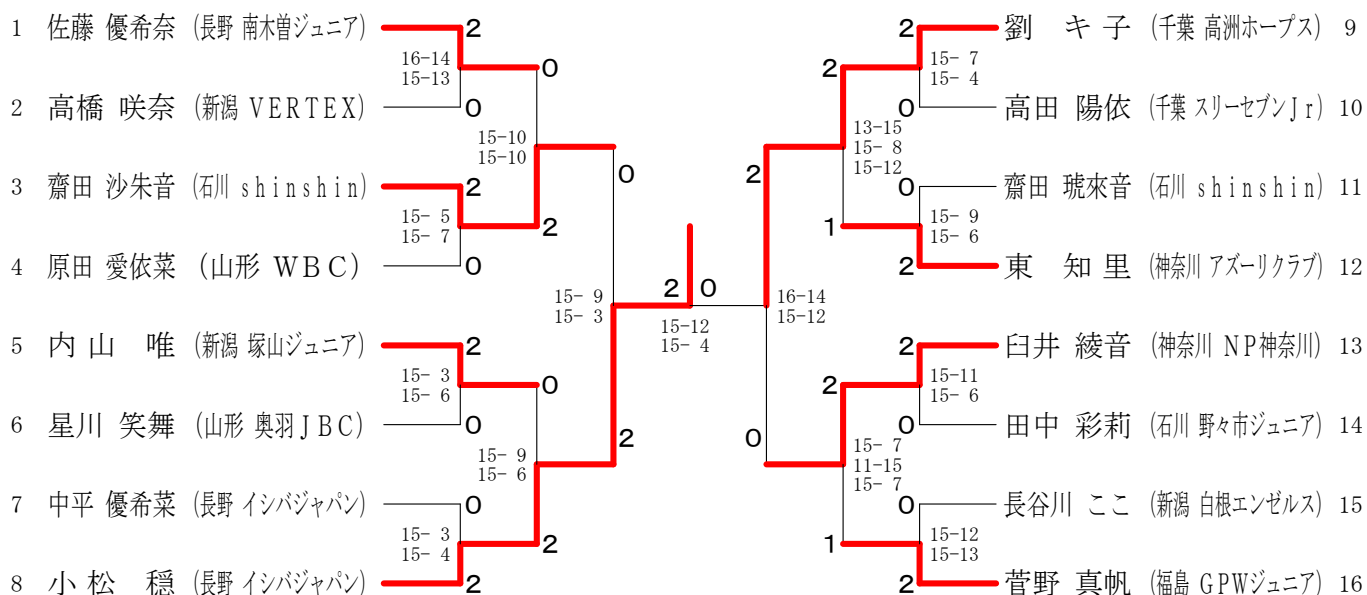 1 佐藤 優希奈 (長野 南木曽ジュニア) 2
16-14
15-13
0
2 高橋 咲奈 (新潟 VERTEX) 0
15-10
15-10
0
3 齋田 沙朱音 (石川 shinshin) 2
15- 5
15- 7
2
4 原田 愛依菜 (山形 WBC) 0
15- 9
15- 3
5 内山 唯 (新潟 塚山ジュニア) 2
15- 3
15- 6
0
6 星川 笑舞 (山形 奥羽JBC) 0
15- 9
15- 6
2
7 中平 優希菜 (長野 イシバジャパン) 0
15- 3
15- 4
2
8 小松 穏 (長野 イシバジャパン) 2
2 0
15-12
15- 4
2 劉 キ子 (千葉 高洲ホープス) 9
15- 7
15- 4
2
0 高田 陽依 (千葉 スリーセブンJr) 10
13-15
15- 8
15-12
2
0 齋田 琥來音 (石川 shinshin) 11
15- 9
15- 6
1
2 東 知里 (神奈川 アズーリクラブ) 12
16-14
15-12
2 臼井 綾音 (神奈川 NP神奈川) 13
15-11
15- 6
2
0 田中 彩莉 (石川 野々市ジュニア) 14
15- 7
11-15
15- 7
0
0 長谷川 ここ (新潟 白根エンゼルス) 15
15-12
15-13
1
2 菅野 真帆 (福島 GPWジュニア) 16